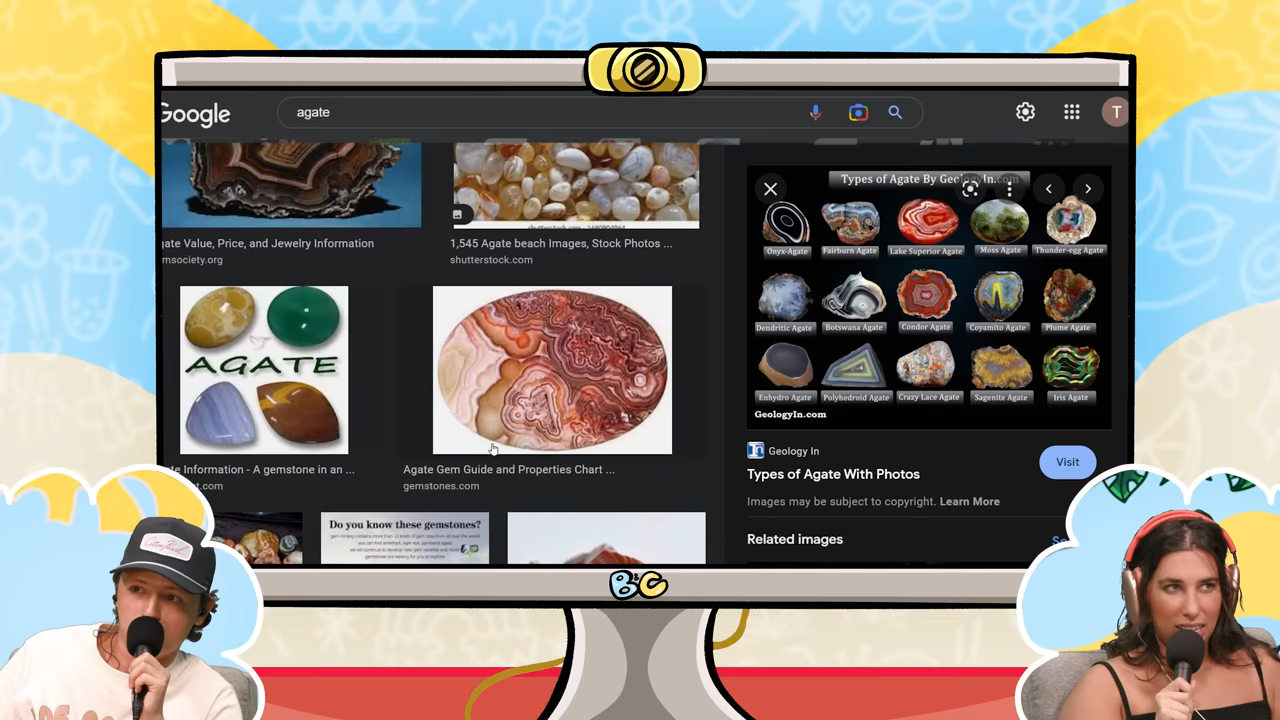 Google
agate
T
gate Value, Price, and Jewelry Information
msociety.org
1,545 Agate beach Images, Stock Photos ...
shutterstock.com
AGATE
te Information - A gemstone in an ...
t.com
Agate Gem Guide and Properties Chart ...
gemstones.com
Do you know these gemstones?
Types of Agate By GeologyIn.com
Onyx-Agate
Fairburn Agate
Lake Superior Agate
Moss Agate
Thunder-egg Agate
Dendritic Agate
Botswana Agate
Condor Agate
Coyamito Agate
Plume Agate
Enhydro Agate
Polyhedroid Agate
Crazy Lace Agate
Sagenite Agate
Iris Agate
GeologyIn.com
Geology In
Types of Agate With Photos
Visit
Images may be subject to copyright. Learn More
Related images
B&C